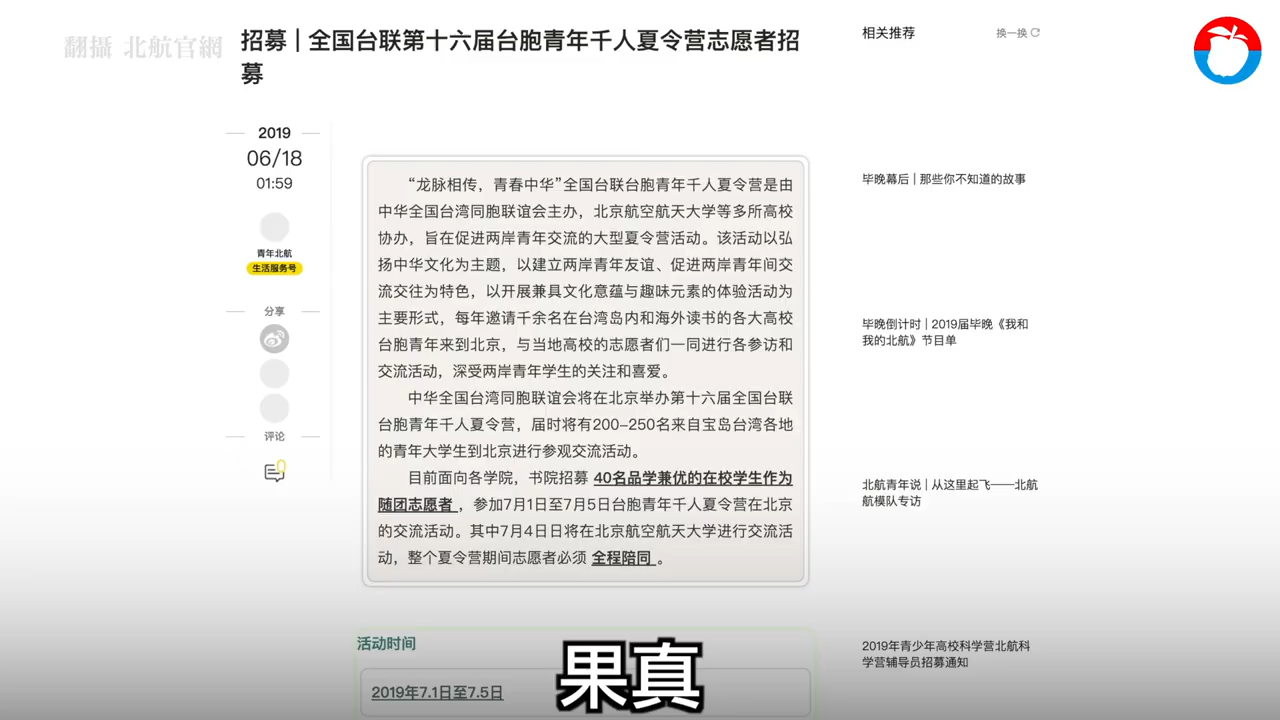 翻攝 北航官網
招募 | 全国台联第十六届台胞青年千人夏令营志愿者招
募
2019
06/18
01:59
青年北航
生活服务号
分享
评论
0
“龙脉相传，青春中华”全国台联台胞青年千人夏令营是由
中华全国台湾同胞联谊会主办，北京航空航天大学等多所高校
协办，旨在促进两岸青年交流的大型夏令营活动。该活动以弘
扬中华文化为主题，以建立两岸青年友谊、促进两岸青年间交
流交往为特色，以开展兼具文化意蕴与趣味元素的体验活动为
主要形式，每年邀请千余名在台湾岛内和海外读书的各大高校
台胞青年来到北京，与当地高校的志愿者们一同进行各参访和
交流活动，深受两岸青年学生的关注和喜爱。
中华全国台湾同胞联谊会将在北京举办第十六届全国台联
台胞青年千人夏令营，届时将有200-250名来自宝岛台湾各地
的青年大学生到北京进行参观交流活动。
目前面向各学院，书院招募 40名品学兼优的在校学生作为
随团志愿者 ，参加7月1日至7月5日台胞青年千人夏令营在北京
的交流活动。其中7月4日日将在北京航空航天大学进行交流活
动，整个夏令营期间志愿者必须 全程陪同 。
活动时间
2019年7.1日至7.5日
相关推荐
换一换
毕晚幕后 | 那些你不知道的故事
毕晚倒计时 | 2019届毕晚《我和
我的北航》节目单
北航青年说 | 从这里起飞——北航
航模队专访
2019年青少年高校科学营北航科
学营辅导员招募通知
果真